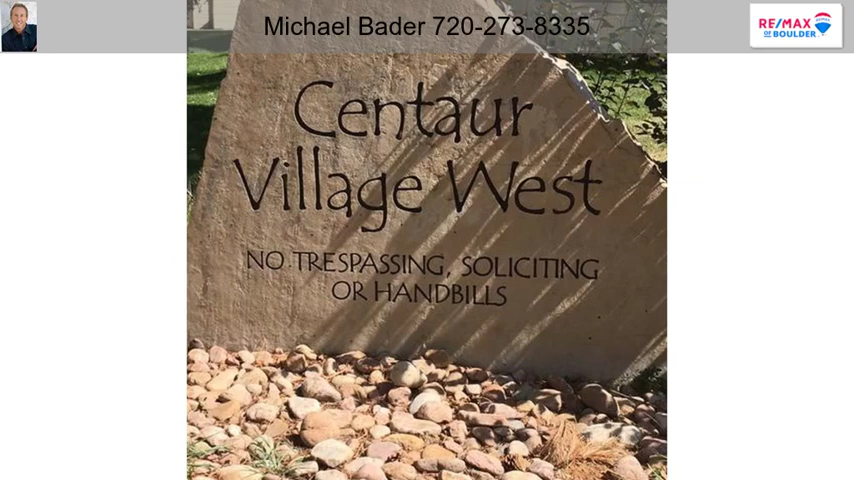 Michael Bader 720-273-8335
RE/MAX
OF BOULDER
Centaur
Village West
NO TRESPASSING, SOLICITING
OR HANDBILLS